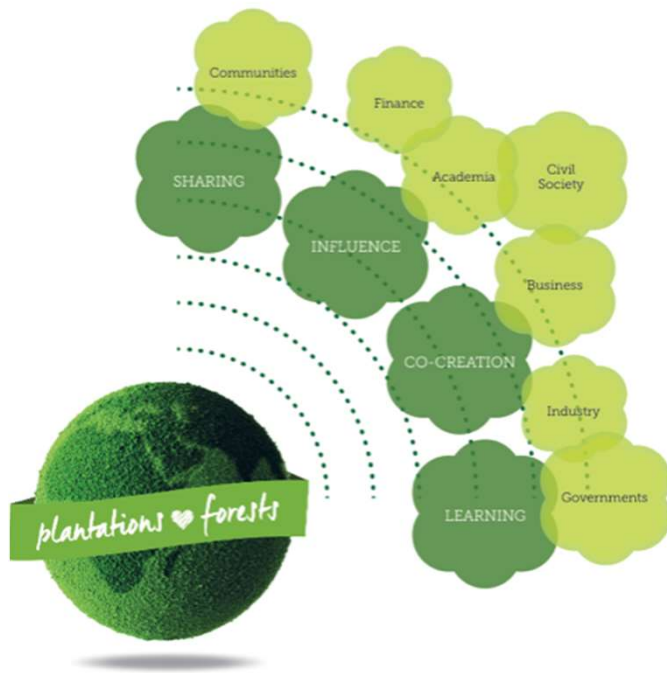 Communities
Finance
SHARING
Academia
Civil
Society
INFLUENCE
Business
CO-CREATION
Industry
Governments
LEARNING
plantations forests